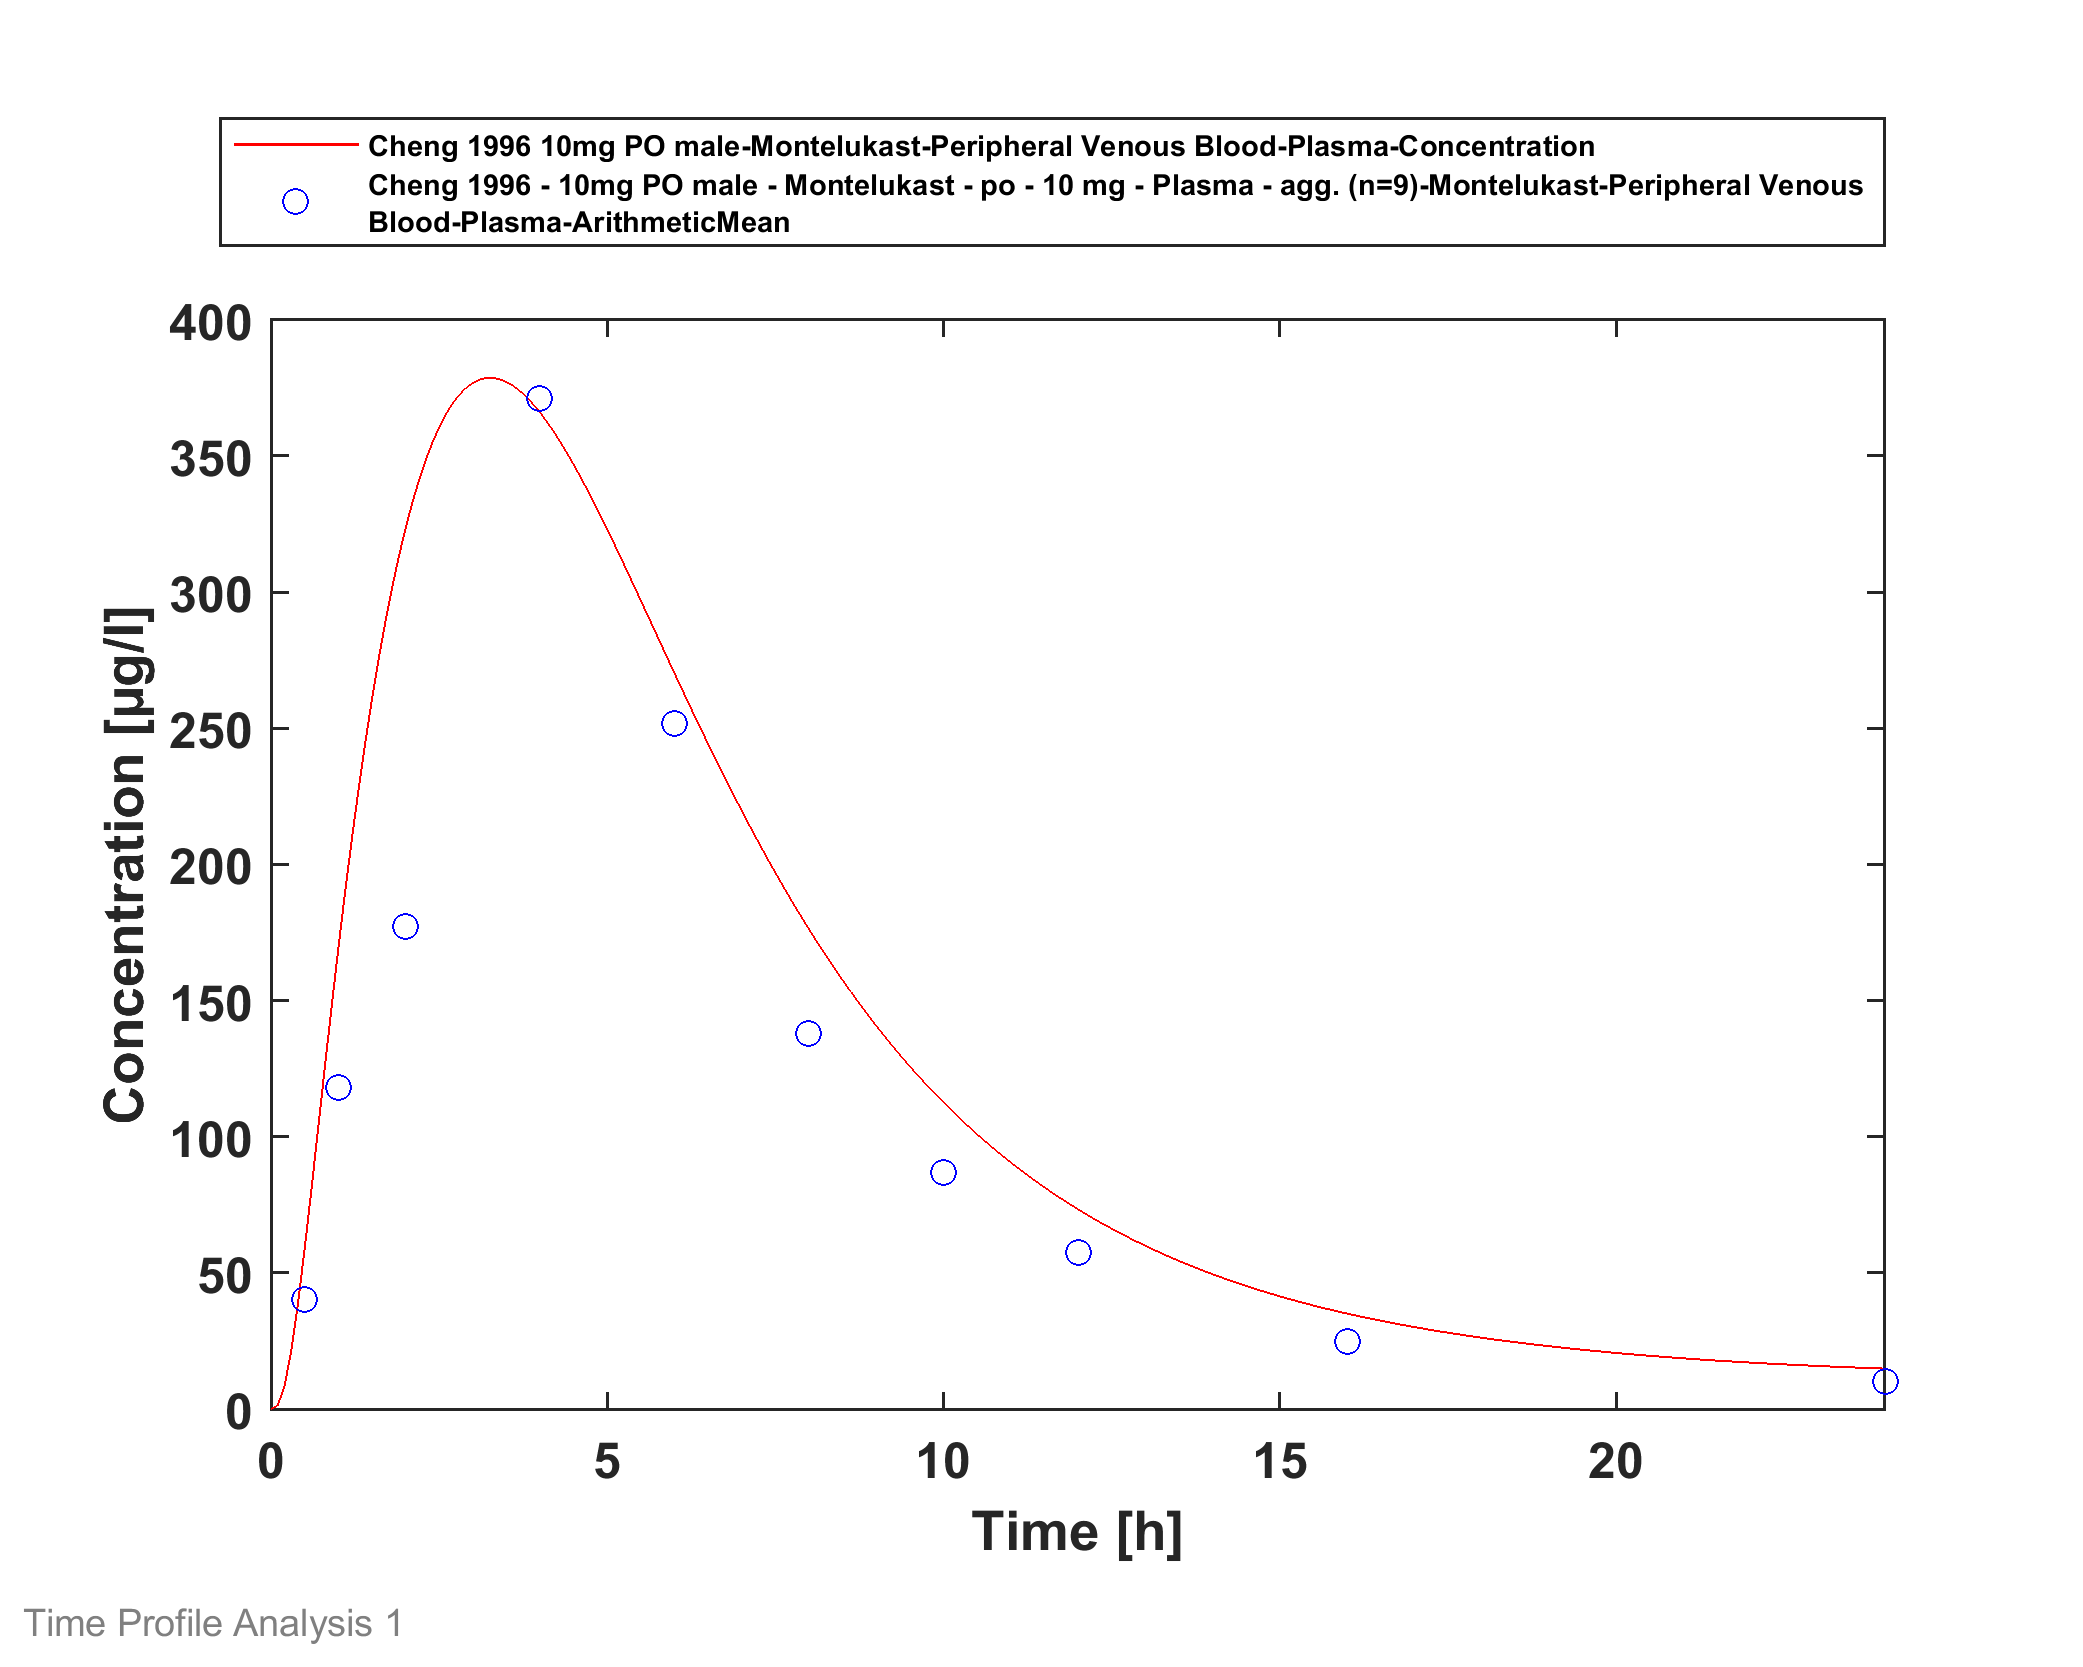 Cheng 1996 10mg PO male-Montelukast-Peripheral Venous Blood-Plasma-Concentration
Cheng 1996 - 10mg PO male - Montelukast - po - 10 mg - Plasma - agg. (n=9)-Montelukast-Peripheral Venous
Blood-Plasma-ArithmeticMean
400
350
300
250
200
150
100
50
0
Concentration [µg/l]
0 5 10 15 20
Time [h]
Time Profile Analysis 1